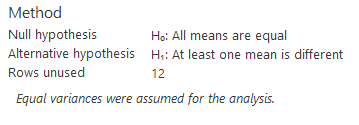 Method
Null hypothesis H₀: All means are equal
Alternative hypothesis H₁: At least one mean is different
Rows unused 12
Equal variances were assumed for the analysis.